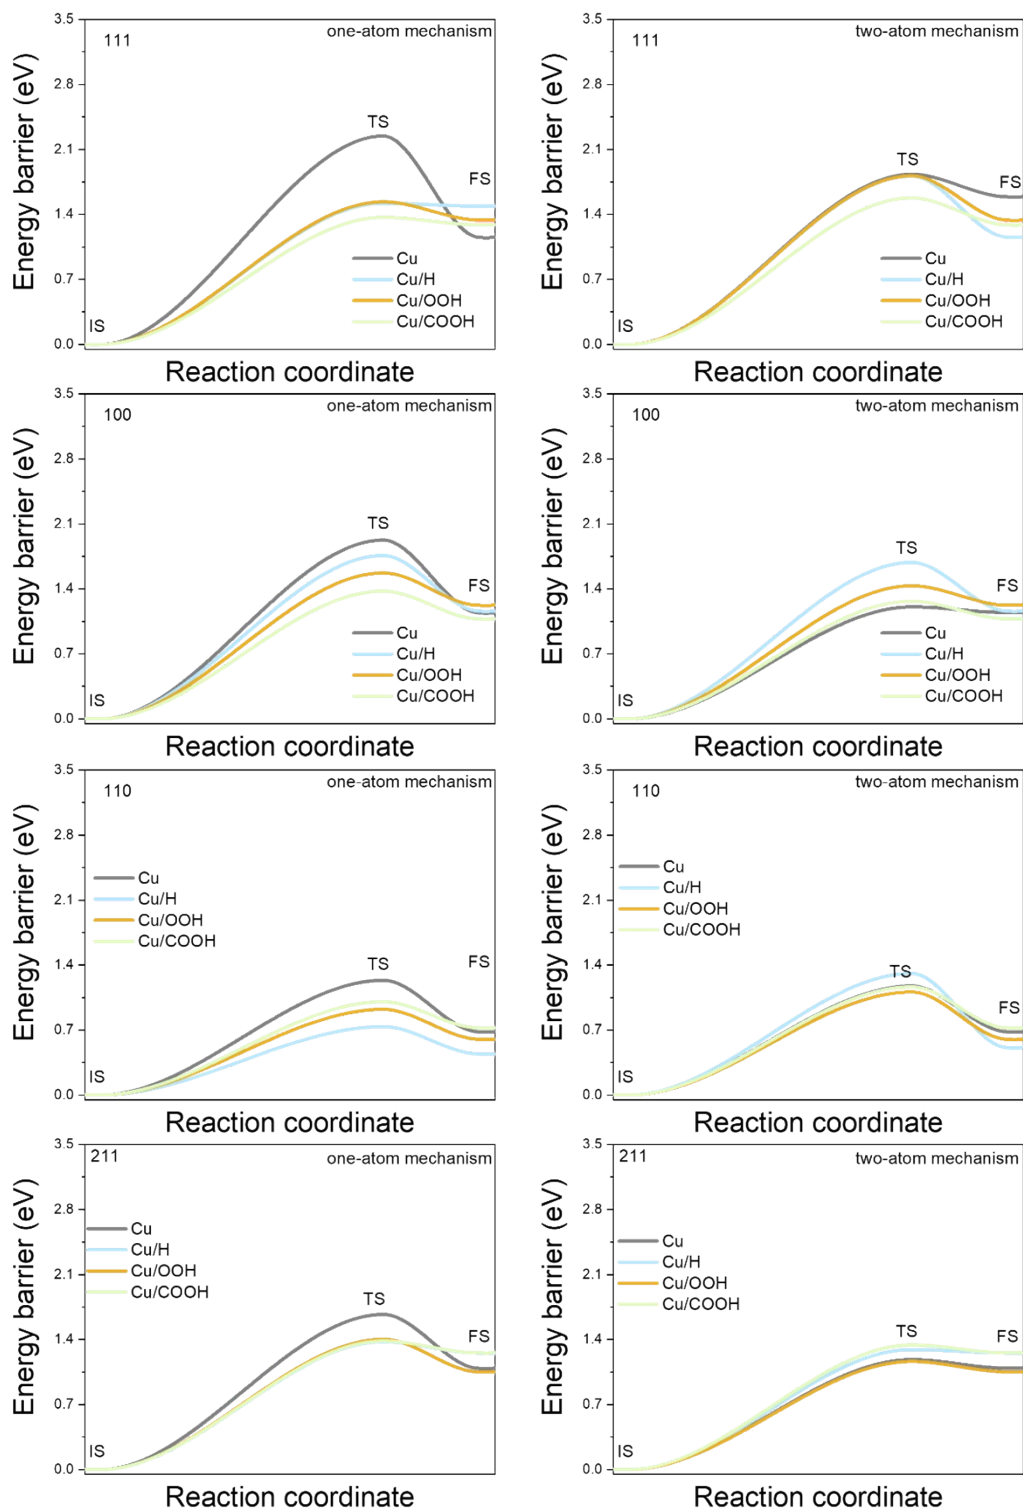 3.5
111
one-atom mechanism
2.8
TS
2.1
FS
1.4
Cu
Cu/H
0.7
Cu/OOH
Cu/COOH
IS
0.0
Energy barrier (eV)
Reaction coordinate
3.5
111
two-atom mechanism
2.8
2.1
TS
FS
1.4
Cu
Cu/H
0.7
Cu/OOH
Cu/COOH
IS
0.0
Energy barrier (eV)
Reaction coordinate
3.5
100
one-atom mechanism
2.8
2.1
TS
FS
1.4
Cu
Cu/H
0.7
Cu/OOH
Cu/COOH
IS
0.0
Energy barrier (eV)
Reaction coordinate
3.5
100
two-atom mechanism
2.8
2.1
TS
FS
1.4
Cu
Cu/H
0.7
Cu/OOH
Cu/COOH
IS
0.0
Energy barrier (eV)
Reaction coordinate
3.5
110
one-atom mechanism
2.8
Cu
Cu/H
2.1
Cu/OOH
Cu/COOH
1.4
TS
FS
0.7
IS
0.0
Energy barrier (eV)
Reaction coordinate
3.5
110
two-atom mechanism
2.8
Cu
Cu/H
2.1
Cu/OOH
Cu/COOH
1.4
TS
FS
0.7
IS
0.0
Energy barrier (eV)
Reaction coordinate
3.5
211
one-atom mechanism
2.8
Cu
Cu/H
2.1
Cu/OOH
Cu/COOH
TS
FS
1.4
0.7
IS
0.0
Energy barrier (eV)
Reaction coordinate
3.5
211
two-atom mechanism
2.8
Cu
Cu/H
2.1
Cu/OOH
Cu/COOH
TS
FS
1.4
0.7
IS
0.0
Energy barrier (eV)
Reaction coordinate